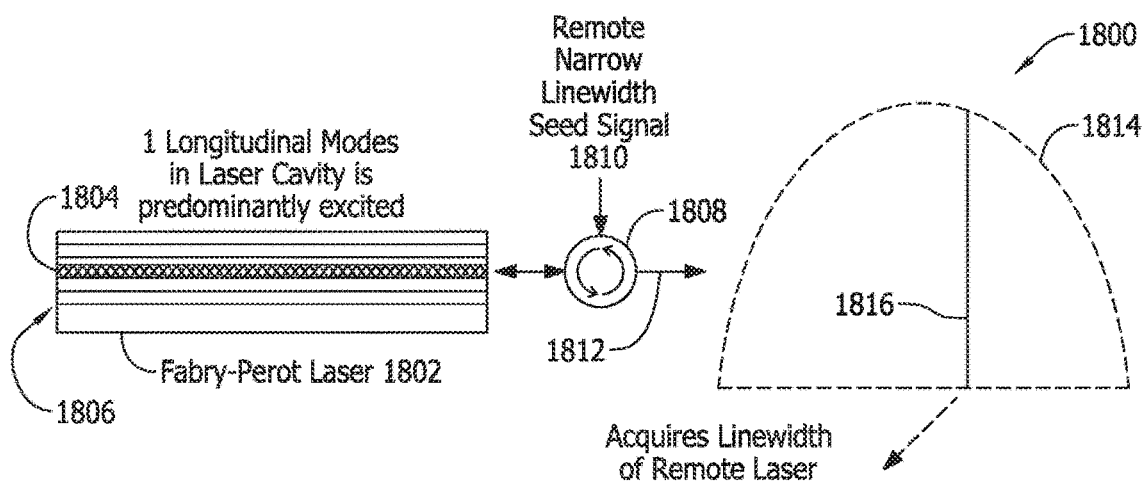 Remote
Narrow
Linewidth
Seed Signal
1810
1800
1814
1 Longitudinal Modes
in Laser Cavity is
predominantly excited
1804
1808
1816
1812
Fabry-Perot Laser 1802
1806
Acquires Linewidth
of Remote Laser